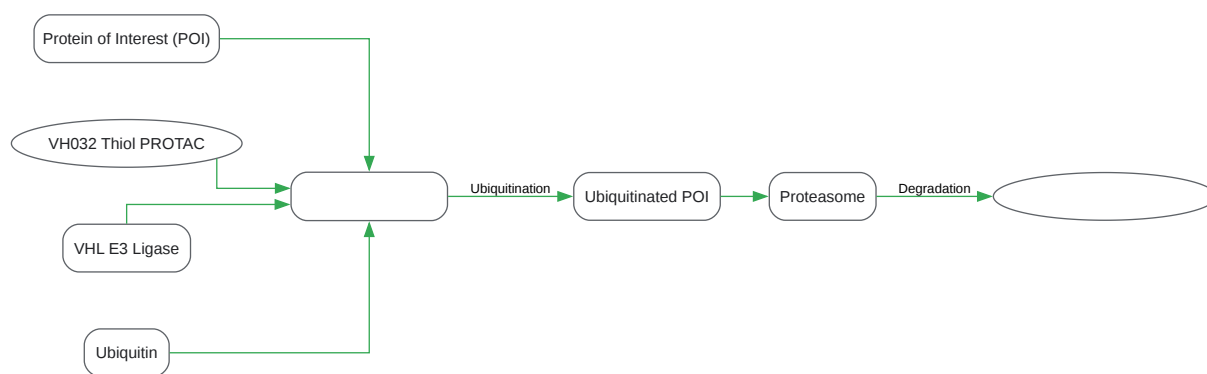 Protein of Interest (POI)
VH032 Thiol PROTAC
VHL E3 Ligase
Ubiquitin
Ubiquitination
Ubiquitinated POI
Proteasome
Degradation